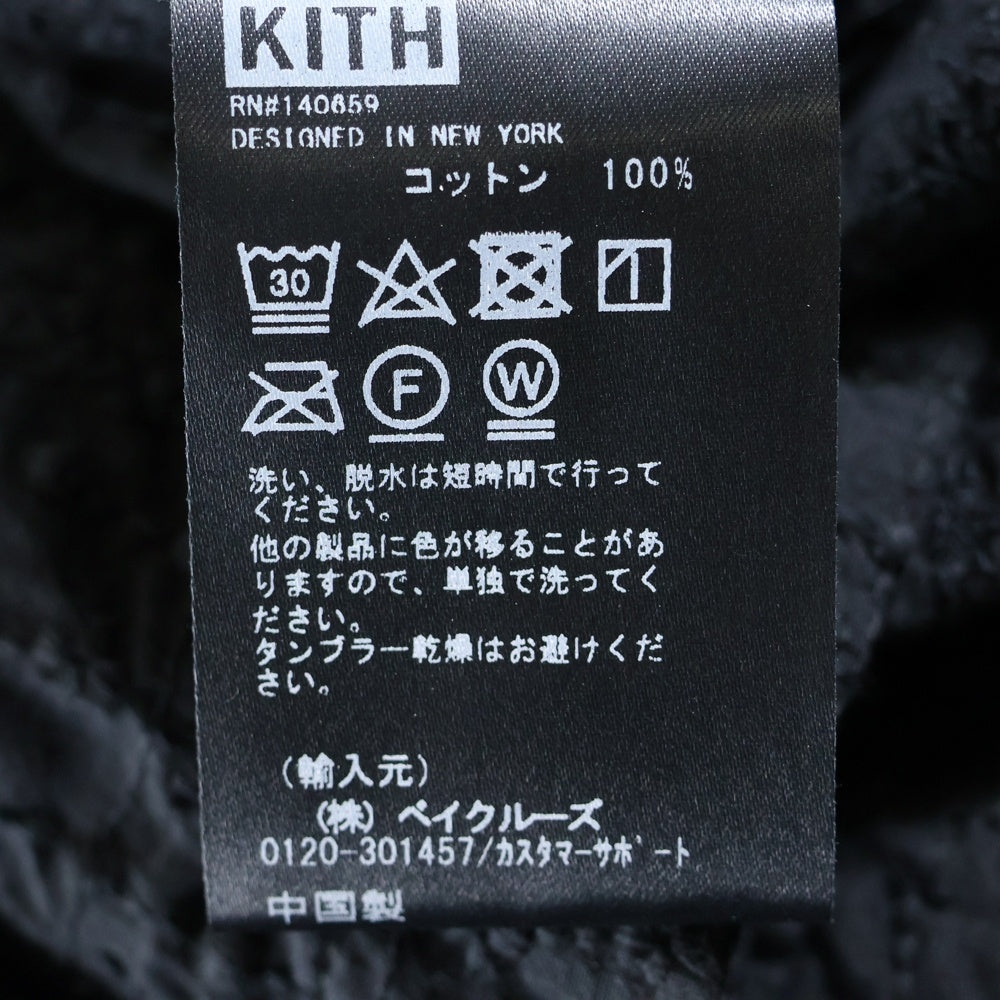 KITH
RN#140659
DESIGNED IN NEW YORK
コットン 100%
30
F W
洗い、脱水は短時間で行って
ください。
他の製品に色が移ることがあ
りますので、単独で洗ってく
ださい。
タンブラー乾燥はお避けくだ
さい。
(輸入元)
(株) ベイクルーズ
0120-301457/カスタマーサポート
中国製